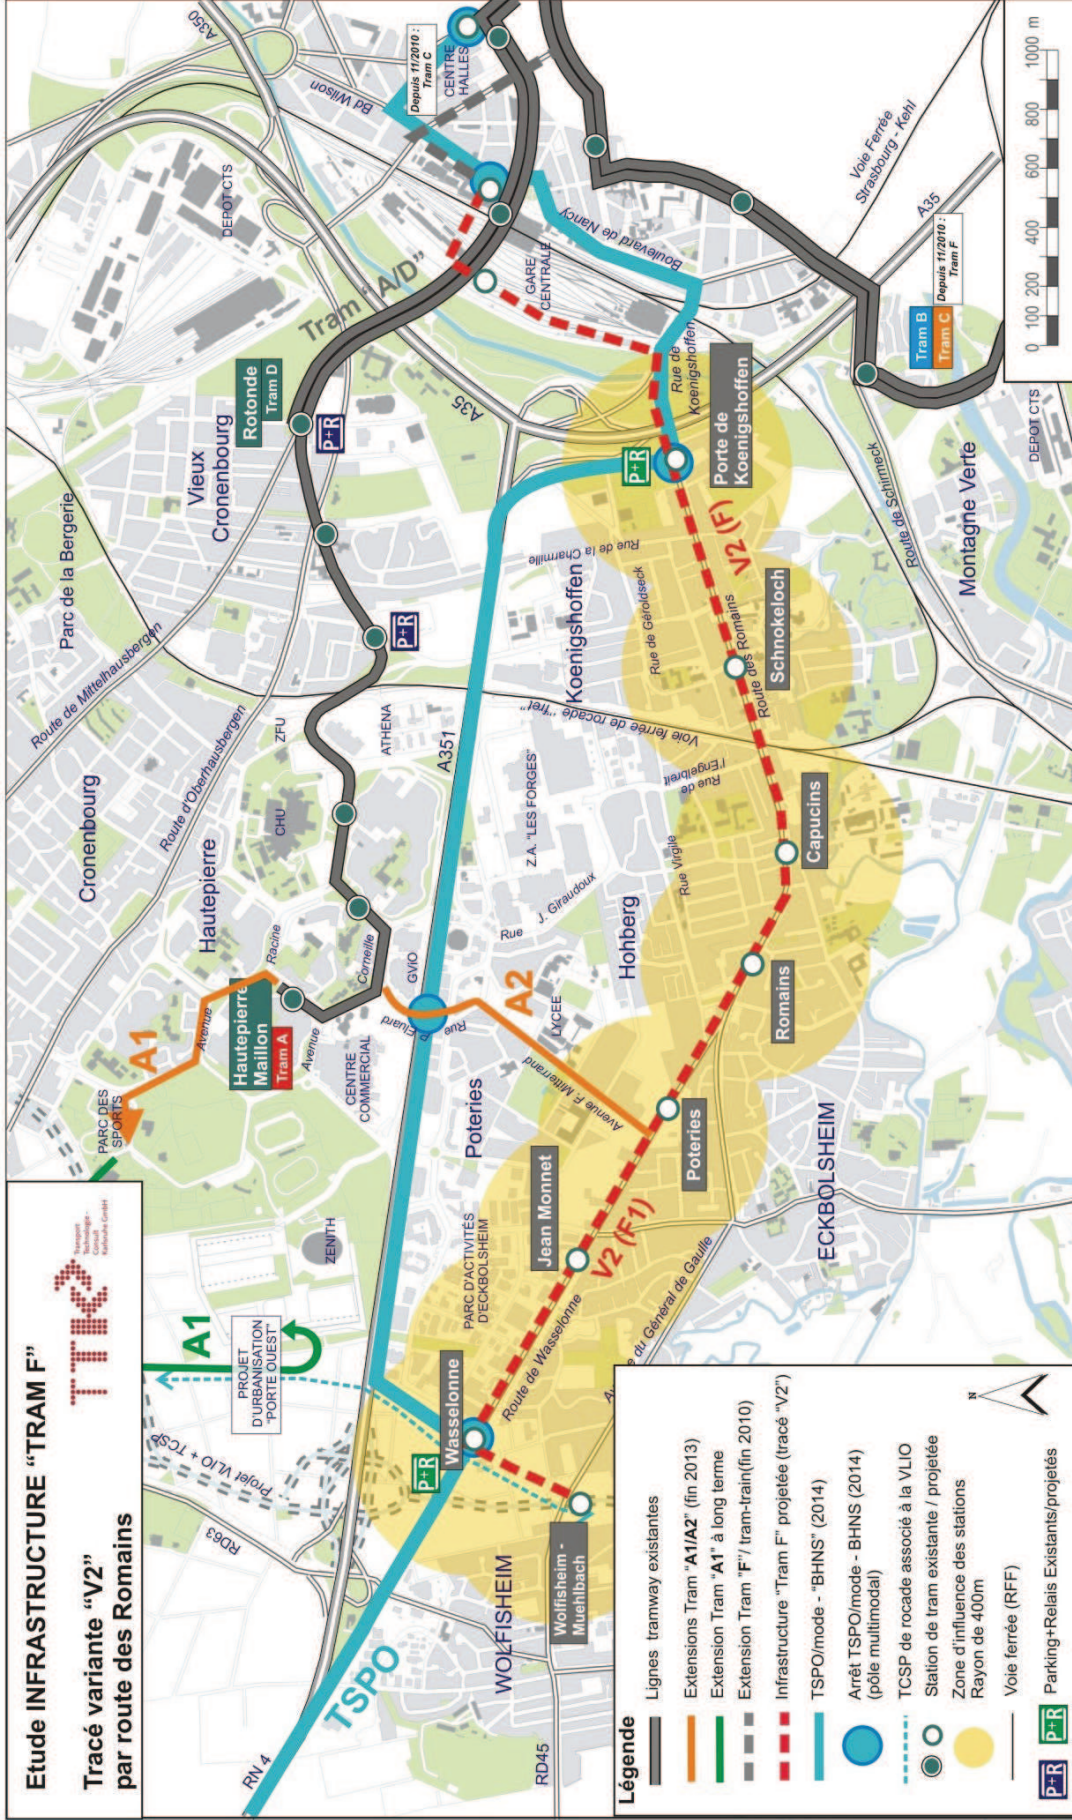 Etude INFRASTRUCTURE “TRAM F”
Tracé variante “V2”
par route des Romains
TTK
Transport
Technologie -
Consult
Karlsruhe GmbH
A1
PROJET
D'URBANISATION
"PORTE OUEST"
Projet VLIO + TCSP
RD63
RN 4
TSPO
WOLFISHEIM
RD45
Wolfisheim -
Muehlbach
P+R
Wasselonne
Route de Wasselonne
PARC D'ACTIVITÉS
D'ECKBOLSHEIM
ZENITH
Jean Monnet
V2 (F1)
e du Général de Gaulle
Poteries
Poteries
ECKBOLSHEIM
Avenue F. Mitterrand
LYCEE
A2
Rue
Eluard
GViO
CENTRE
COMMERCIAL
PARC DES
SPORTS
A1
Avenue
Racine
Hautepierre
Maillon
Tram A
Avenue
Corneille
Hautepierre
Cronenbourg
CHU
ZFU
ATHENA
Route de Mittelhausbergen
Route d'Oberhausbergen
Parc de la Bergerie
A351
Rue J. Giraudoux
Z.A. "LES FORGES"
Hohberg
Rue Virgile
Romains
Capucins
Rue de
l'Engelbreit
Voie ferrée de rocade "fret"
Koenigshoffen
Rue de Géroldseck
Rue de la Charmille
Route des Romains
Schnokeloch
V2 (F)
P+R
Porte de
Koenigshoffen
Rue de
Koenigshoffen
Vieux
Cronenbourg
Rotonde
Tram D
P+R
P+R
Tram “A/D”
A35
GARE
CENTRALE
Boulevard de Nancy
DEPOT CTS
A350
Bd Wilson
Depuis 11/2010 :
Tram C
CENTRE
HALLES
Voie Ferrée
Strasbourg - Kehl
A35
Tram B
Tram C
Depuis 11/2010 :
Tram F
Route de Schirmeck
Montagne Verte
DEPOT CTS
0 100 200 400 600 800 1000 m
Légende
Lignes tramway existantes
Extensions Tram "A1/A2" (fin 2013)
Extension Tram "A1" à long terme
Extension Tram "F"/ tram-train(fin 2010)
Infrastructure "Tram F" projetée (tracé "V2")
TSPO/mode - "BHNS" (2014)
Arrêt TSPO/mode - BHNS (2014)
(pôle multimodal)
TCSP de rocade associé à la VLIO
Station de tram existante / projetée
Zone d'influence des stations
Rayon de 400m
Voie ferrée (RFF)
P+R P+R Parking+Relais Existants/projetés
N